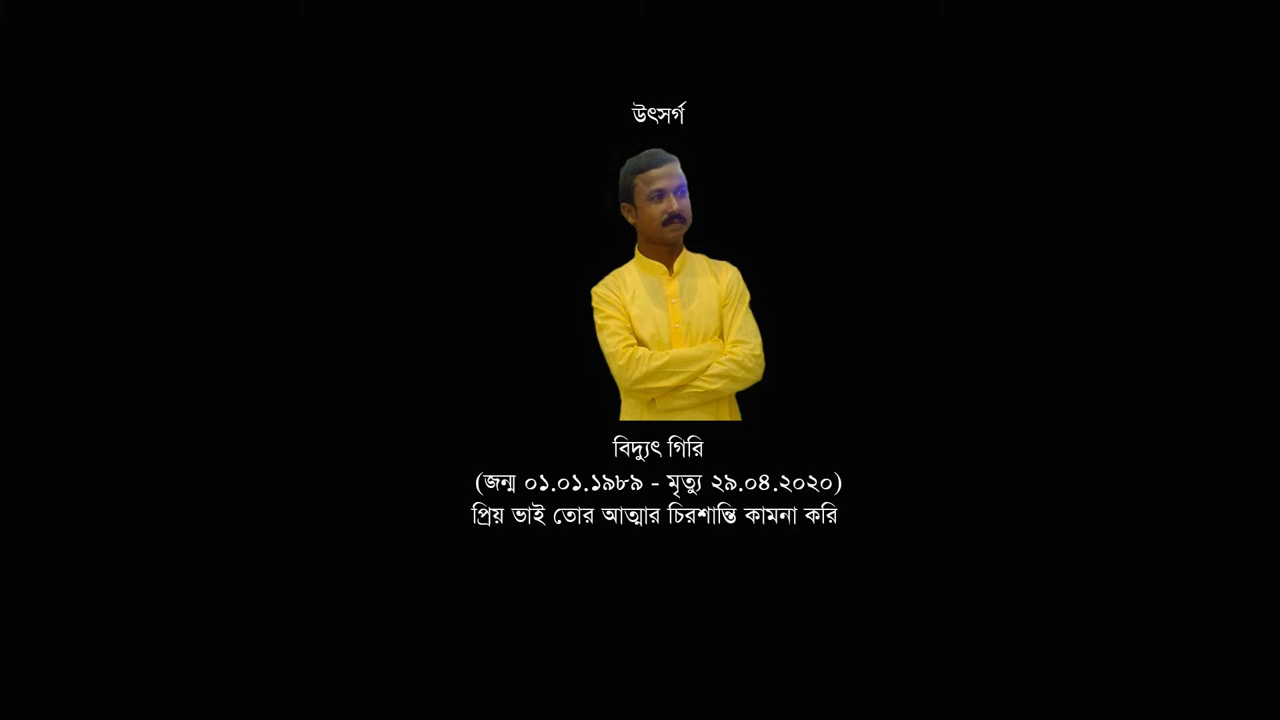 উৎসর্গ
বিদ্যুৎ গিরি
(জন্ম ০১.০১.১৯৮৯ - মৃত্যু ২৯.০৪.২০২০)
প্রিয় ভাই তোর আত্মার চিরশান্তি কামনা করি